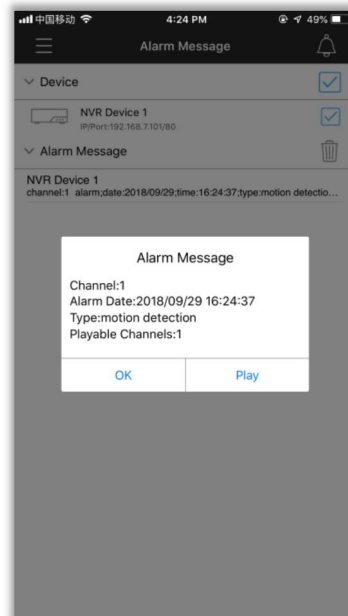 中国移动 4:24 PM 49%
Alarm Message
Device
NVR Device 1
IP/Port:192.168.7.101/80
Alarm Message
NVR Device 1
channel:1 alarm;date:2018/09/29;time:16:24:37;type:motion detectio...
Alarm Message
Channel:1
Alarm Date:2018/09/29 16:24:37
Type:motion detection
Playable Channels:1
OK Play